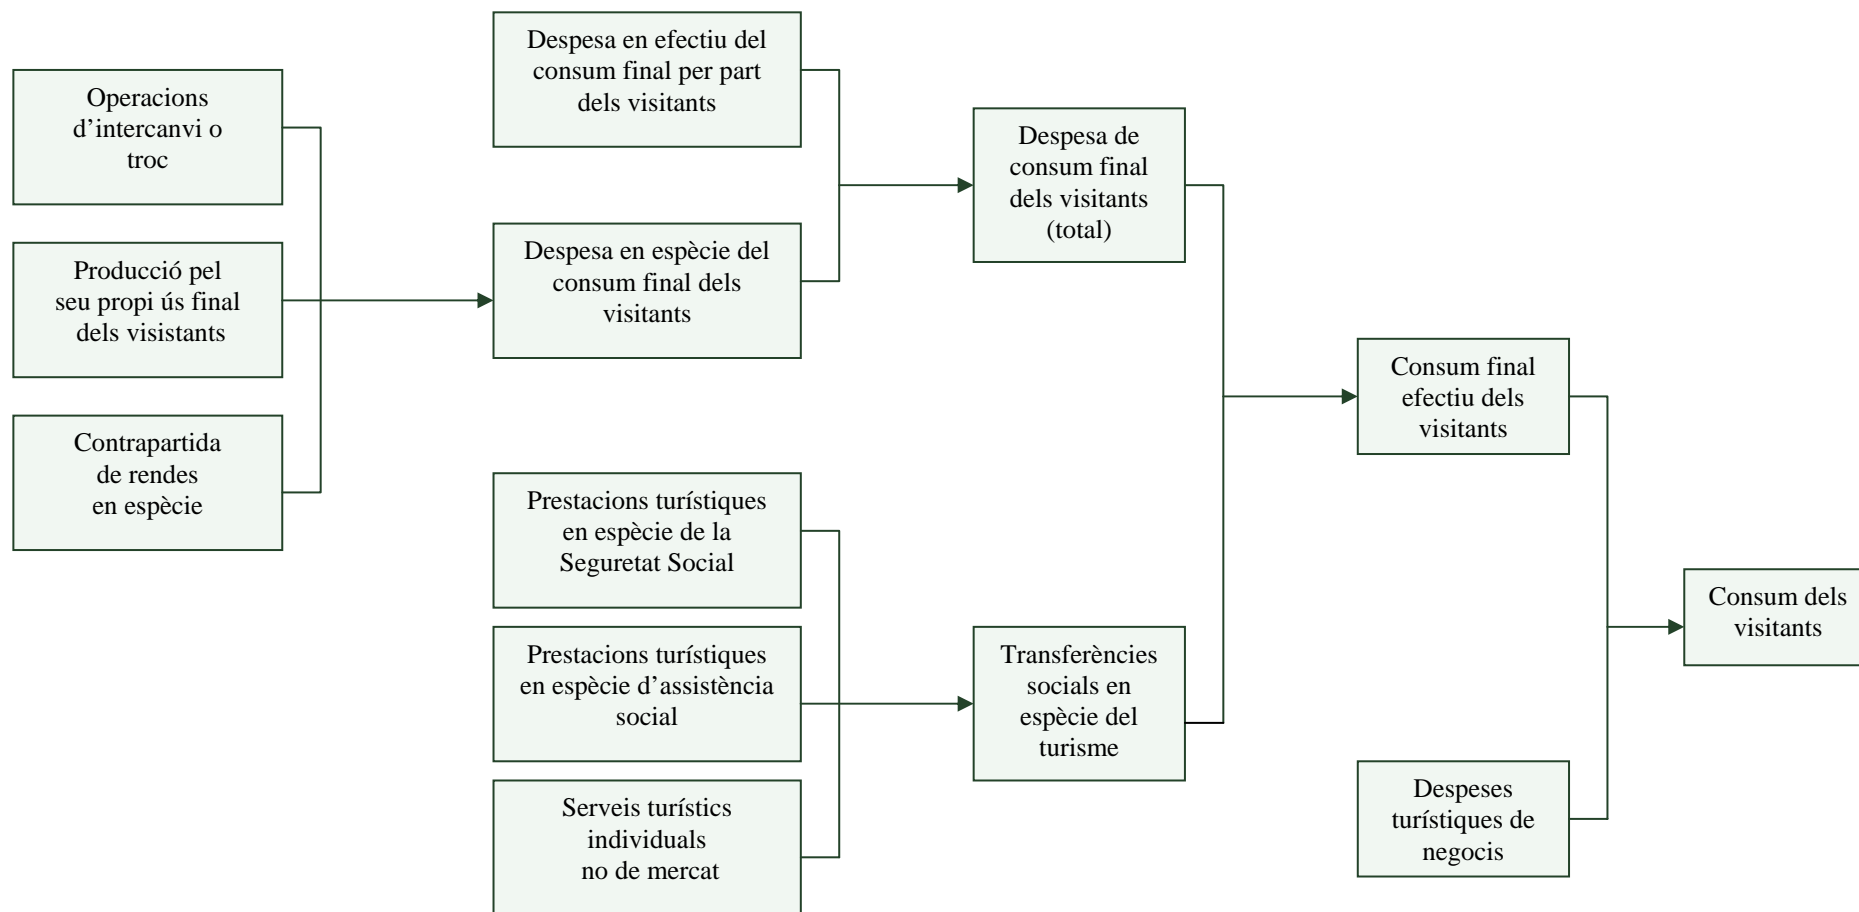 Operacions
d’intercanvi o
troc
Producció pel
seu propi ús final
dels visistants
Contrapartida
de rendes
en espècie
Despesa en efectiu del
consum final per part
dels visitants
Despesa en espècie del
consum final dels
visitants
Prestacions turístiques
en espècie de la
Seguretat Social
Prestacions turístiques
en espècie d’assistència
social
Serveis turístics
individuals
no de mercat
Despesa de
consum final
dels visitants
(total)
Transferències
socials en
espècie del
turisme
Consum final
efectiu dels
visitants
Despeses
turístiques de
negocis
Consum dels
visitants